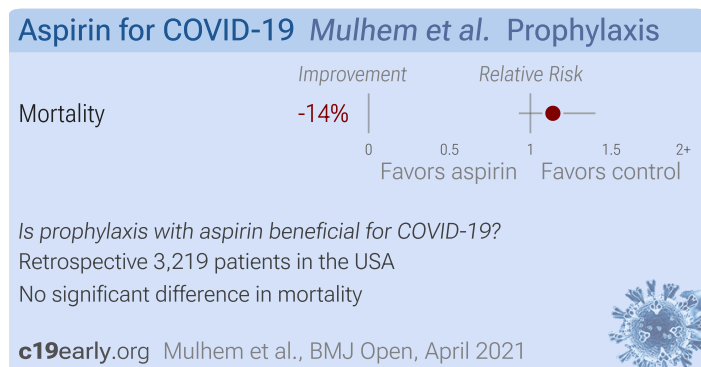 Aspirin for COVID-19 Mulhem et al. Prophylaxis
Improvement Relative Risk
Mortality -14%
0 0.5 1 1.5 2+
Favors aspirin Favors control
Is prophylaxis with aspirin beneficial for COVID-19?
Retrospective 3,219 patients in the USA
No significant difference in mortality
c19early.org Mulhem et al., BMJ Open, April 2021